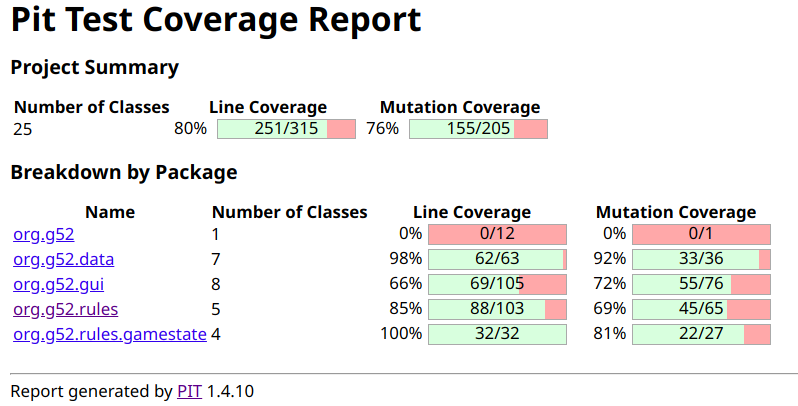 Pit Test Coverage Report
Project Summary
Number of Classes Line Coverage Mutation Coverage
25 80% 251/315 76% 155/205
Breakdown by Package
Name Number of Classes Line Coverage Mutation Coverage
org.g52 1 0% 0/12 0% 0/1
org.g52.data 7 98% 62/63 92% 33/36
org.g52.gui 8 66% 69/105 72% 55/76
org.g52.rules 5 85% 88/103 69% 45/65
org.g52.rules.gamestate 4 100% 32/32 81% 22/27
Report generated by PIT 1.4.10